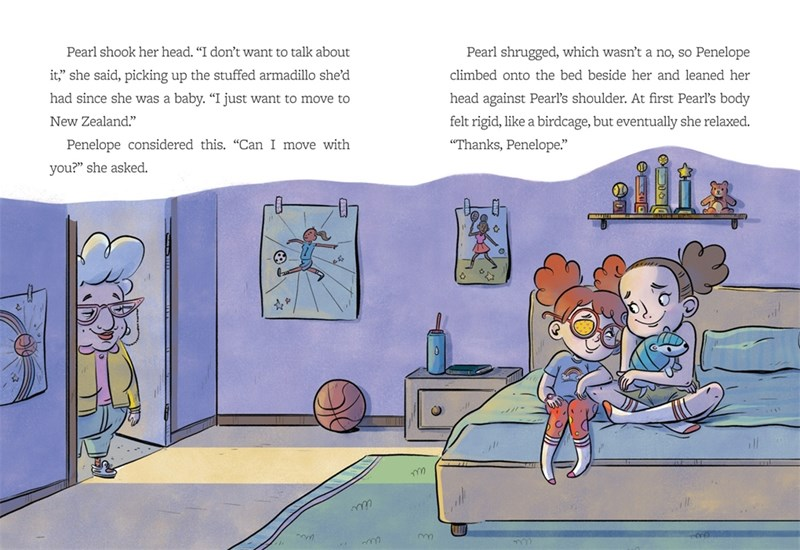 Pearl shook her head. “I don’t want to talk about
it,” she said, picking up the stuffed armadillo she’d
had since she was a baby. “I just want to move to
New Zealand.”
Penelope considered this. “Can I move with
you?” she asked.
Pearl shrugged, which wasn’t a no, so Penelope
climbed onto the bed beside her and leaned her
head against Pearl’s shoulder. At first Pearl’s body
felt rigid, like a birdcage, but eventually she relaxed.
“Thanks, Penelope.”